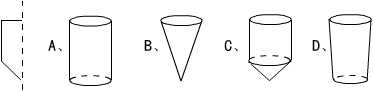 A、 B、 C、 D、